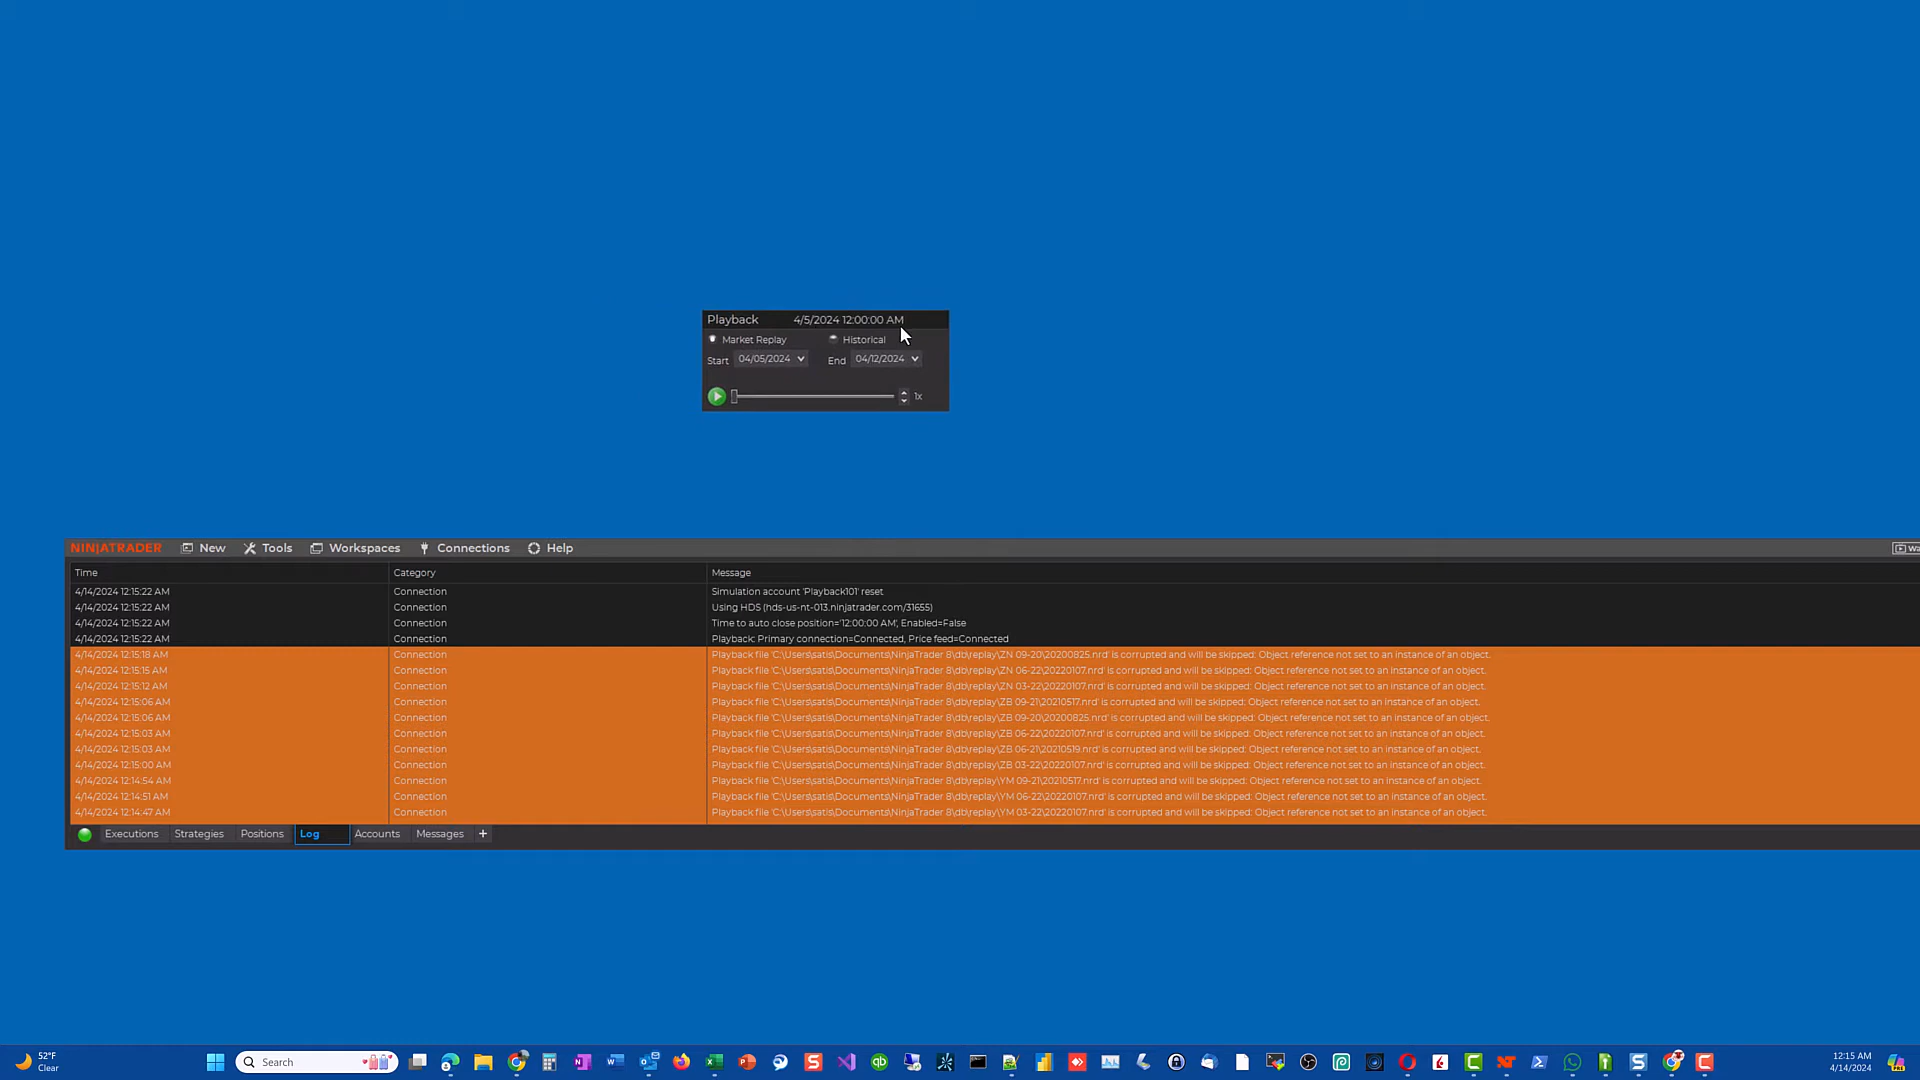 Playback 4/5/2024 12:00:00 AM
Market Replay Historical
Start 04/05/2024 End 04/12/2024
1x
NINJATRADER New Tools Workspaces Connections Help
Time Category Message
4/14/2024 12:15:22 AM Connection Simulation account 'Playback101' reset
4/14/2024 12:15:22 AM Connection Using HDS (hds-us-nt-013.ninjatrader.com/31655)
4/14/2024 12:15:22 AM Connection Time to auto close position='12:00:00 AM', Enabled=False
4/14/2024 12:15:22 AM Connection Playback: Primary connection=Connected, Price feed=Connected
4/14/2024 12:15:18 AM Connection Playback file 'C:\Users\satis\Documents\NinjaTrader 8\db\replay\ZN 09-20\20200825.nrd' is corrupted and will be skipped: Object reference not set to an instance of an object.
4/14/2024 12:15:15 AM Connection Playback file 'C:\Users\satis\Documents\NinjaTrader 8\db\replay\ZN 06-22\20220107.nrd' is corrupted and will be skipped: Object reference not set to an instance of an object.
4/14/2024 12:15:12 AM Connection Playback file 'C:\Users\satis\Documents\NinjaTrader 8\db\replay\ZN 03-22\20220107.nrd' is corrupted and will be skipped: Object reference not set to an instance of an object.
4/14/2024 12:15:06 AM Connection Playback file 'C:\Users\satis\Documents\NinjaTrader 8\db\replay\ZB 09-21\20210517.nrd' is corrupted and will be skipped: Object reference not set to an instance of an object.
4/14/2024 12:15:06 AM Connection Playback file 'C:\Users\satis\Documents\NinjaTrader 8\db\replay\ZB 09-20\20200825.nrd' is corrupted and will be skipped: Object reference not set to an instance of an object.
4/14/2024 12:15:03 AM Connection Playback file 'C:\Users\satis\Documents\NinjaTrader 8\db\replay\ZB 06-22\20220107.nrd' is corrupted and will be skipped: Object reference not set to an instance of an object.
4/14/2024 12:15:03 AM Connection Playback file 'C:\Users\satis\Documents\NinjaTrader 8\db\replay\ZB 06-21\20210519.nrd' is corrupted and will be skipped: Object reference not set to an instance of an object.
4/14/2024 12:15:00 AM Connection Playback file 'C:\Users\satis\Documents\NinjaTrader 8\db\replay\ZB 03-22\20220107.nrd' is corrupted and will be skipped: Object reference not set to an instance of an object.
4/14/2024 12:14:54 AM Connection Playback file 'C:\Users\satis\Documents\NinjaTrader 8\db\replay\YM 09-21\20210517.nrd' is corrupted and will be skipped: Object reference not set to an instance of an object.
4/14/2024 12:14:51 AM Connection Playback file 'C:\Users\satis\Documents\NinjaTrader 8\db\replay\YM 06-22\20220107.nrd' is corrupted and will be skipped: Object reference not set to an instance of an object.
4/14/2024 12:14:47 AM Connection Playback file 'C:\Users\satis\Documents\NinjaTrader 8\db\replay\YM 03-22\20220107.nrd' is corrupted and will be skipped: Object reference not set to an instance of an object.
Executions Strategies Positions Log Accounts Messages +
52°F
Clear
Search
12:15 AM
4/14/2024